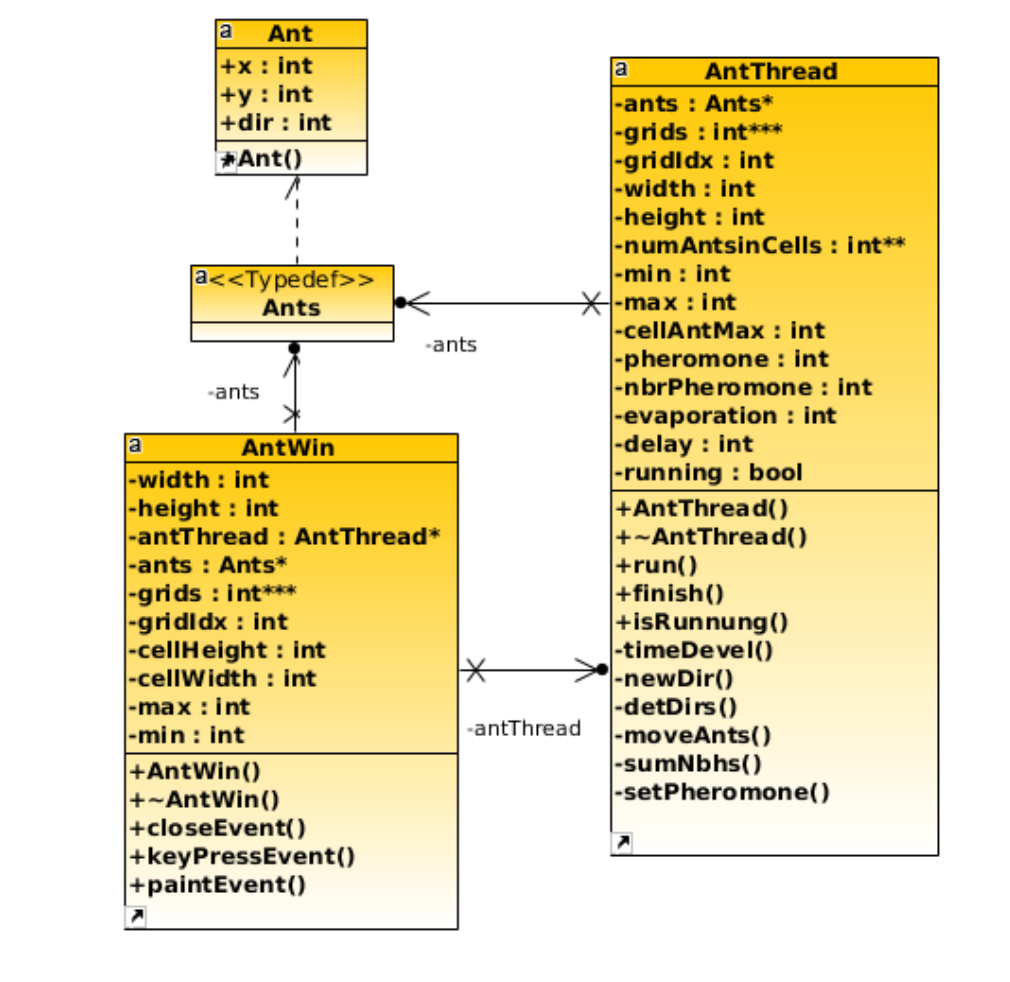 a Ant
+x : int
+y : int
+dir : int
+Ant()
a <<Typedef>>
Ants
-ants
-ants
a AntWin
-width : int
-height : int
-antThread : AntThread*
-ants : Ants*
-grids : int***
-gridIdx : int
-cellHeight : int
-cellWidth : int
-max : int
-min : int
+AntWin()
+~AntWin()
+closeEvent()
+keyPressEvent()
+paintEvent()
-antThread
a AntThread
-ants : Ants*
-grids : int***
-gridIdx : int
-width : int
-height : int
-numAntsinCells : int**
-min : int
-max : int
-cellAntMax : int
-pheromone : int
-nbrPheromone : int
-evaporation : int
-delay : int
-running : bool
+AntThread()
+~AntThread()
+run()
+finish()
+isRunnung()
-timeDevel()
-newDir()
-detDirs()
-moveAnts()
-sumNbhs()
-setPheromone()